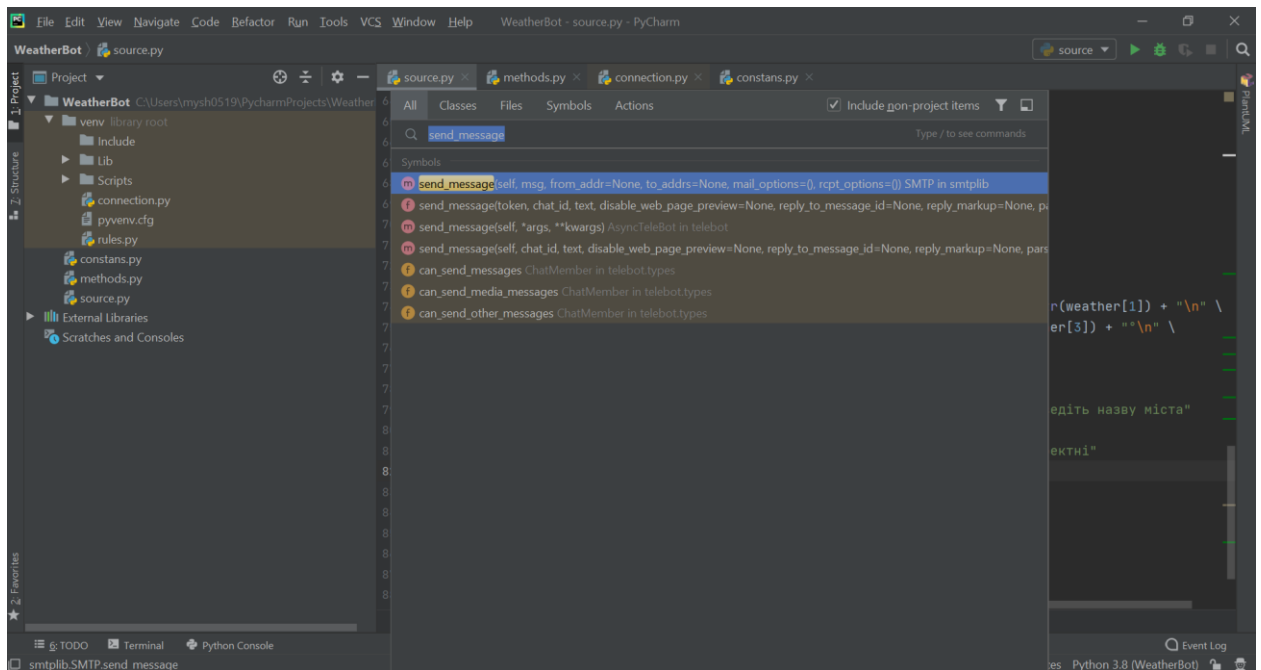 File Edit View Navigate Code Refactor Run Tools VCS Window Help WeatherBot - source.py - PyCharm
WeatherBot source.py source
Project source.py methods.py connection.py constans.py
1: Project
Z: Structure
2: Favorites
PlantUML
WeatherBot C:\Users\mysh0519\PycharmProjects\Weather
venv library root
Include
Lib
Scripts
connection.py
pyvenv.cfg
rules.py
constans.py
methods.py
source.py
External Libraries
Scratches and Consoles
All Classes Files Symbols Actions Include non-project items
send_message Type / to see commands
Symbols
m send_message(self, msg, from_addr=None, to_addrs=None, mail_options=(), rcpt_options=()) SMTP in smtplib
f send_message(token, chat_id, text, disable_web_page_preview=None, reply_to_message_id=None, reply_markup=None, pa
m send_message(self, *args, **kwargs) AsyncTeleBot in telebot
m send_message(self, chat_id, text, disable_web_page_preview=None, reply_to_message_id=None, reply_markup=None, pars
f can_send_messages ChatMember in telebot.types
f can_send_media_messages ChatMember in telebot.types
f can_send_other_messages ChatMember in telebot.types
r(weather[1]) + "\n" \
er[3]) + "°\n" \
едіть назву міста"
ектні"
6: TODO Terminal Python Console Event Log
smtplib.SMTP.send_message es Python 3.8 (WeatherBot)